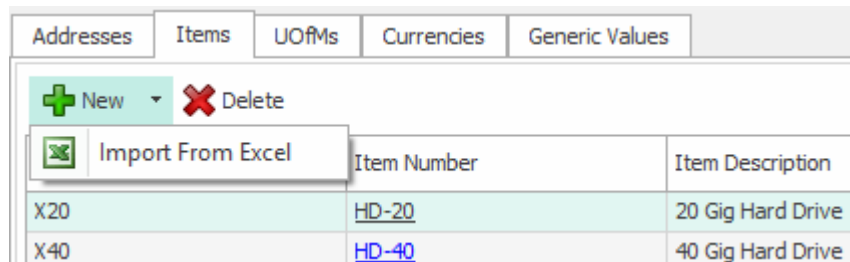 Addresses Items UOfMs Currencies Generic Values
New Delete
Import From Excel
Item Number Item Description
X20 HD-20 20 Gig Hard Drive
X40 HD-40 40 Gig Hard Drive